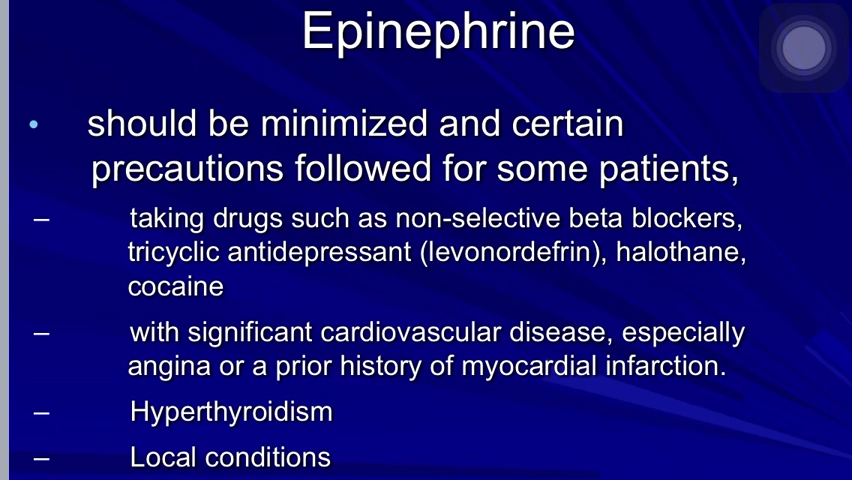 Epinephrine
• should be minimized and certain
precautions followed for some patients,
– taking drugs such as non-selective beta blockers,
tricyclic antidepressant (levonordefrin), halothane,
cocaine
– with significant cardiovascular disease, especially
angina or a prior history of myocardial infarction.
– Hyperthyroidism
– Local conditions